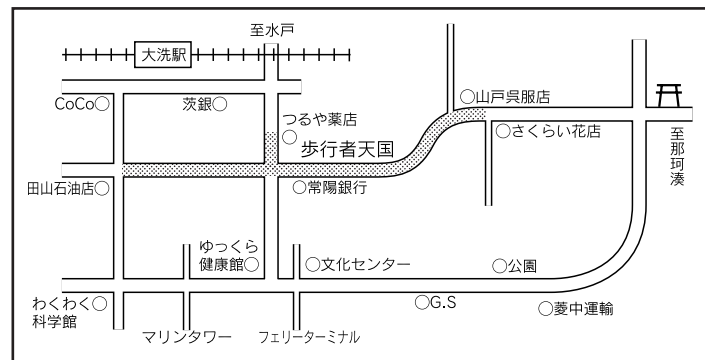 至水戸
大洗駅
CoCo
茨銀
つるや薬店
歩行者天国
山戸呉服店
さくらい花店
至那珂湊
田山石油店
常陽銀行
ゆっくら
健康館
文化センター
公園
G.S
菱中運輸
わくわく
科学館
マリンタワー
フェリーターミナル